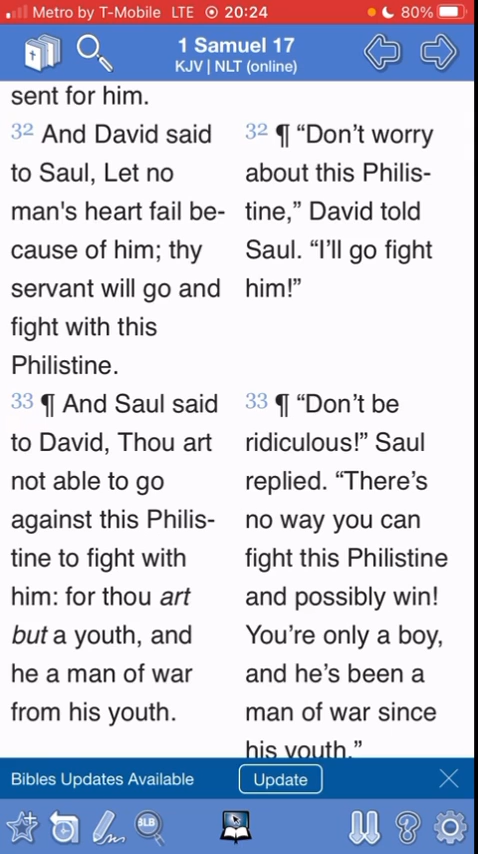 Metro by T-Mobile LTE 20:24 80%
1 Samuel 17
KJV | NLT (online)
sent for him.
32 And David said
to Saul, Let no
man's heart fail be-
cause of him; thy
servant will go and
fight with this
Philistine.
33 ¶ And Saul said
to David, Thou art
not able to go
against this Philis-
tine to fight with
him: for thou art
but a youth, and
he a man of war
from his youth.
32 ¶ “Don’t worry
about this Philis-
tine,” David told
Saul. “I’ll go fight
him!”
33 ¶ “Don’t be
ridiculous!” Saul
replied. “There’s
no way you can
fight this Philistine
and possibly win!
You’re only a boy,
and he’s been a
man of war since
his youth.”
Bibles Updates Available
Update
BLB